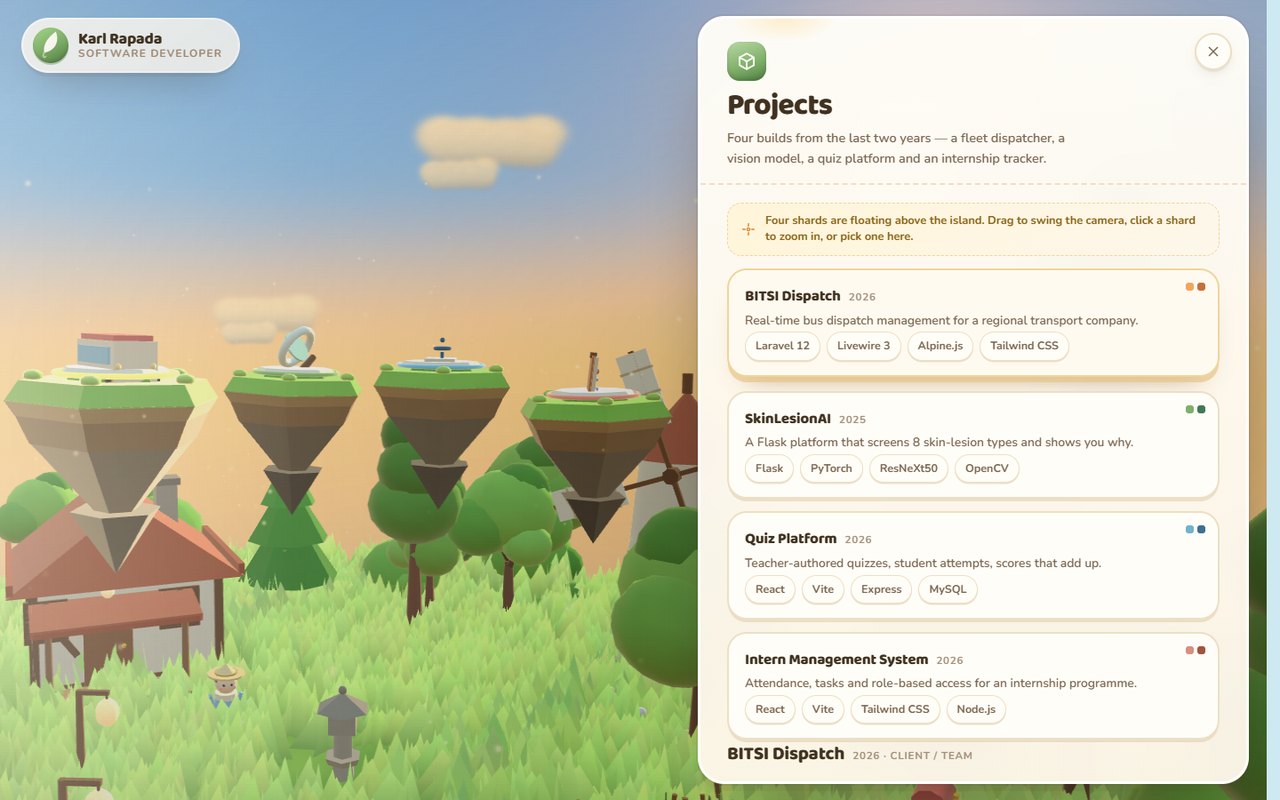 Karl Rapada
SOFTWARE DEVELOPER
Projects
Four builds from the last two years — a fleet dispatcher, a
vision model, a quiz platform and an internship tracker.
Four shards are floating above the island. Drag to swing the camera, click a shard
to zoom in, or pick one here.
BITSI Dispatch 2026
Real-time bus dispatch management for a regional transport company.
Laravel 12 Livewire 3 Alpine.js Tailwind CSS
SkinLesionAI 2025
A Flask platform that screens 8 skin-lesion types and shows you why.
Flask PyTorch ResNeXt50 OpenCV
Quiz Platform 2026
Teacher-authored quizzes, student attempts, scores that add up.
React Vite Express MySQL
Intern Management System 2026
Attendance, tasks and role-based access for an internship programme.
React Vite Tailwind CSS Node.js
BITSI Dispatch 2026 · CLIENT / TEAM